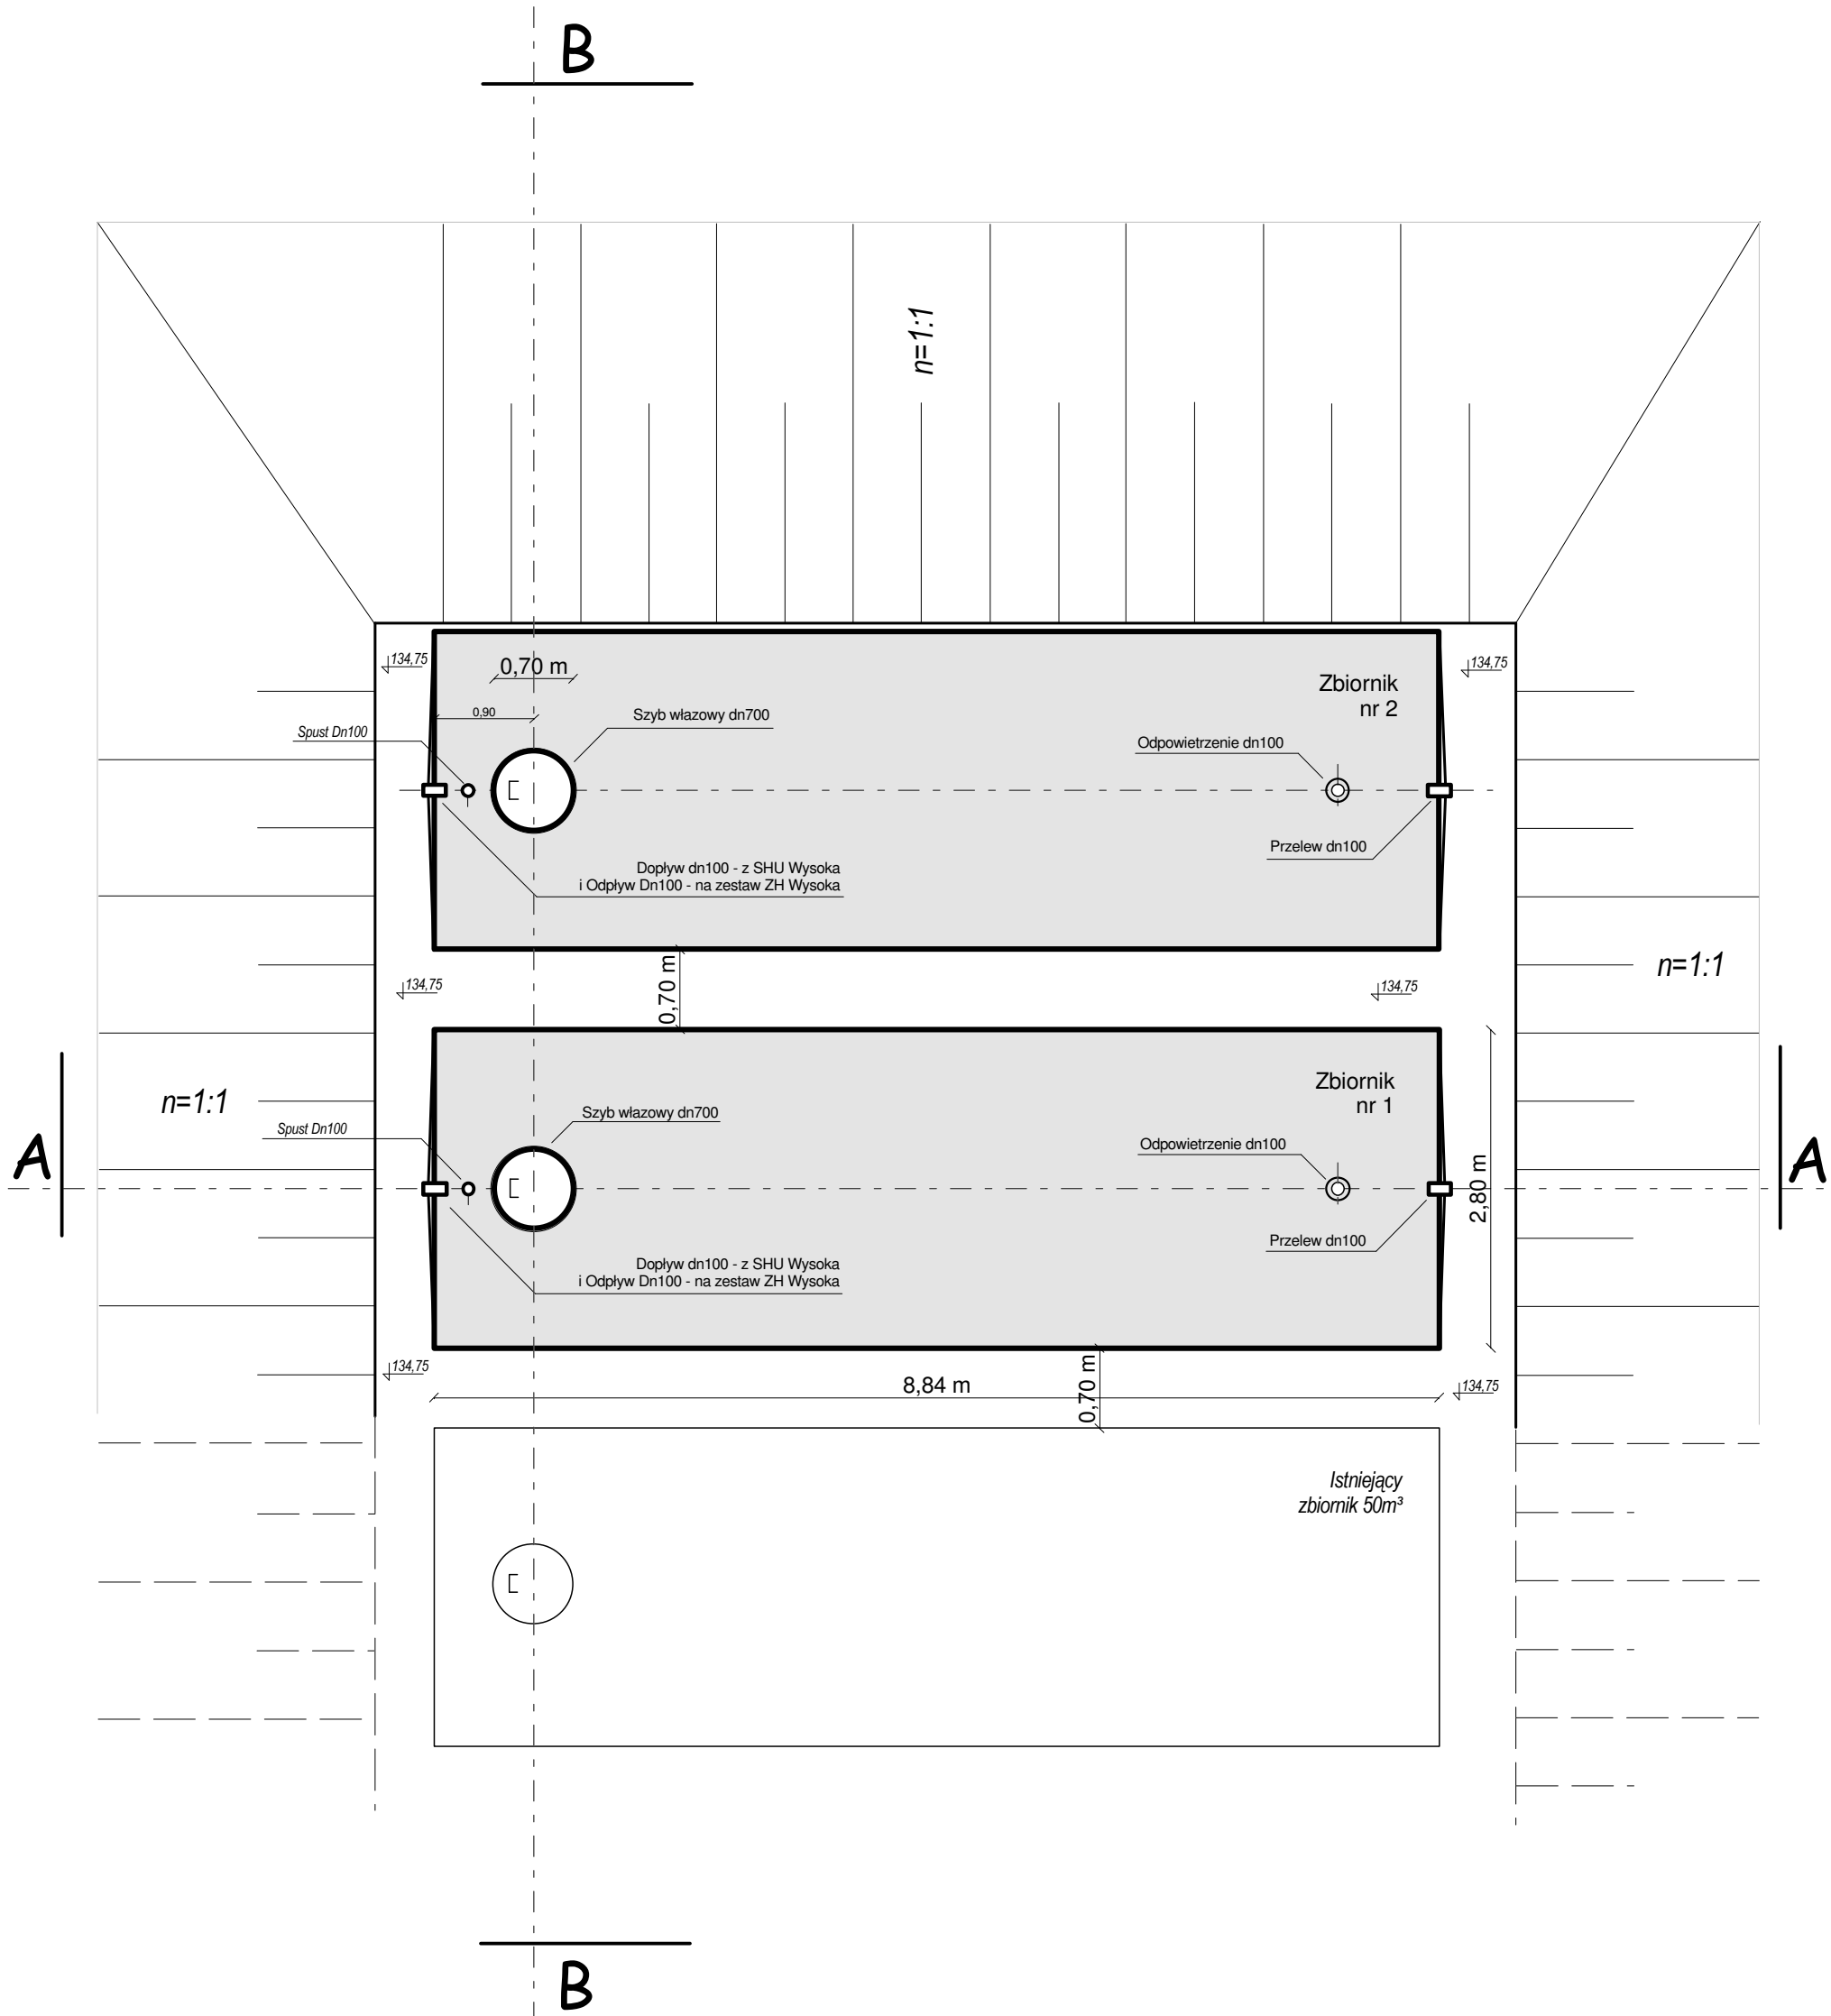 B
n=1:1
134,75
0,70 m
134,75
Zbiornik
nr 2
0,90
Szyb włazowy dn700
Spust Dn100
Odpowietrzenie dn100
Przelew dn100
Dopływ dn100 - z SHU Wysoka
i Odpływ Dn100 - na zestaw ZH Wysoka
n=1:1
0,70 m
134,75
134,75
Zbiornik
nr 1
n=1:1
Szyb włazowy dn700
Spust Dn100
Odpowietrzenie dn100
A
A
2,80 m
Przelew dn100
Dopływ dn100 - z SHU Wysoka
i Odpływ Dn100 - na zestaw ZH Wysoka
134,75
8,84 m
0,70 m
134,75
Istniejący
zbiornik 50m³
B